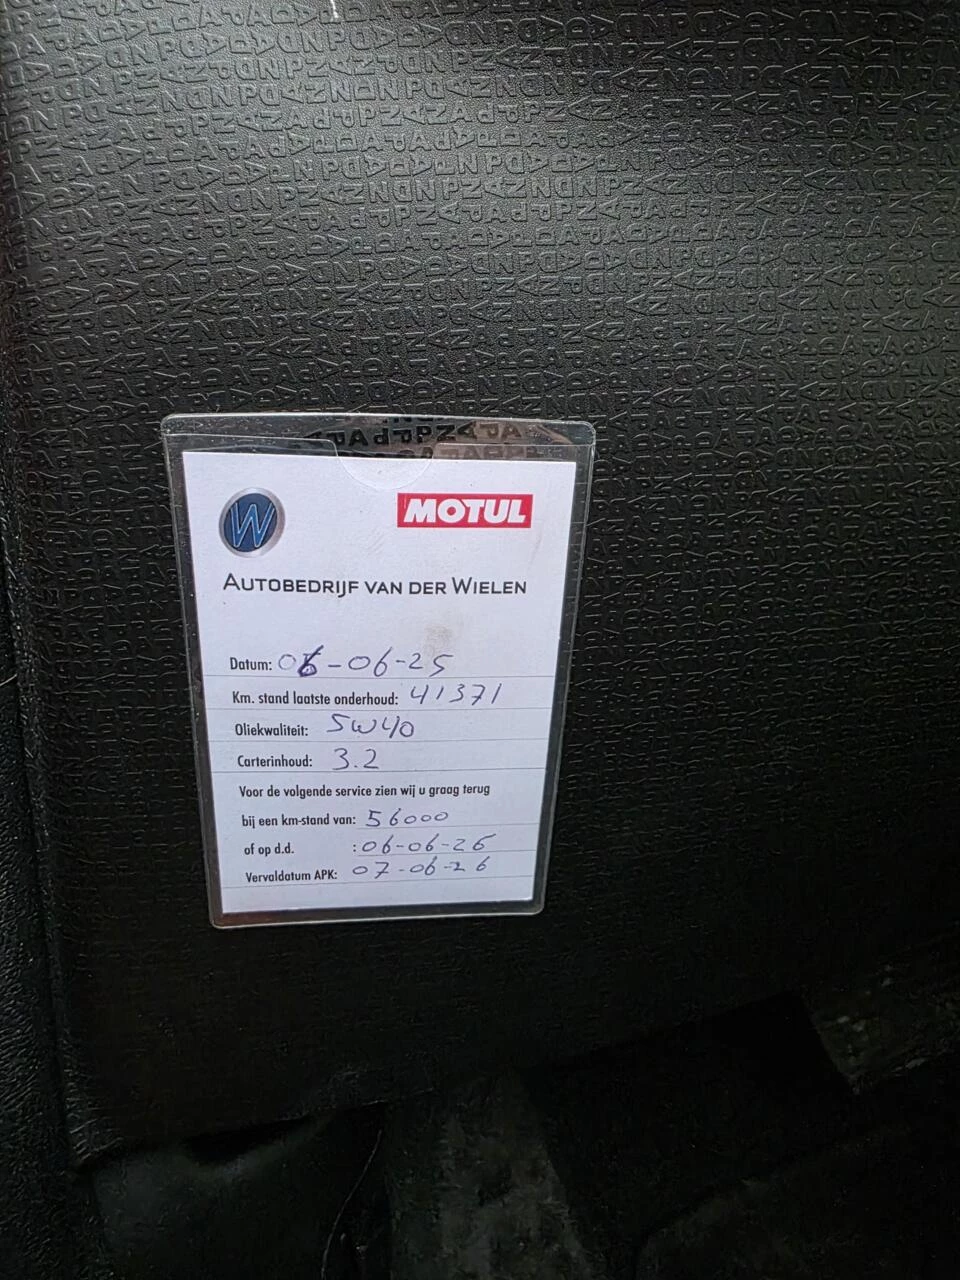 W
MOTUL
AUTOBEDRIJF VAN DER WIELEN
Datum: 06-06-25
Km. stand laatste onderhoud: 41371
Oliekwaliteit: 5W40
Carterinhoud: 3.2
Voor de volgende service zien wij u graag terug
bij een km-stand van: 56000
of op d.d. : 06-06-26
Vervaldatum APK: 07-06-26